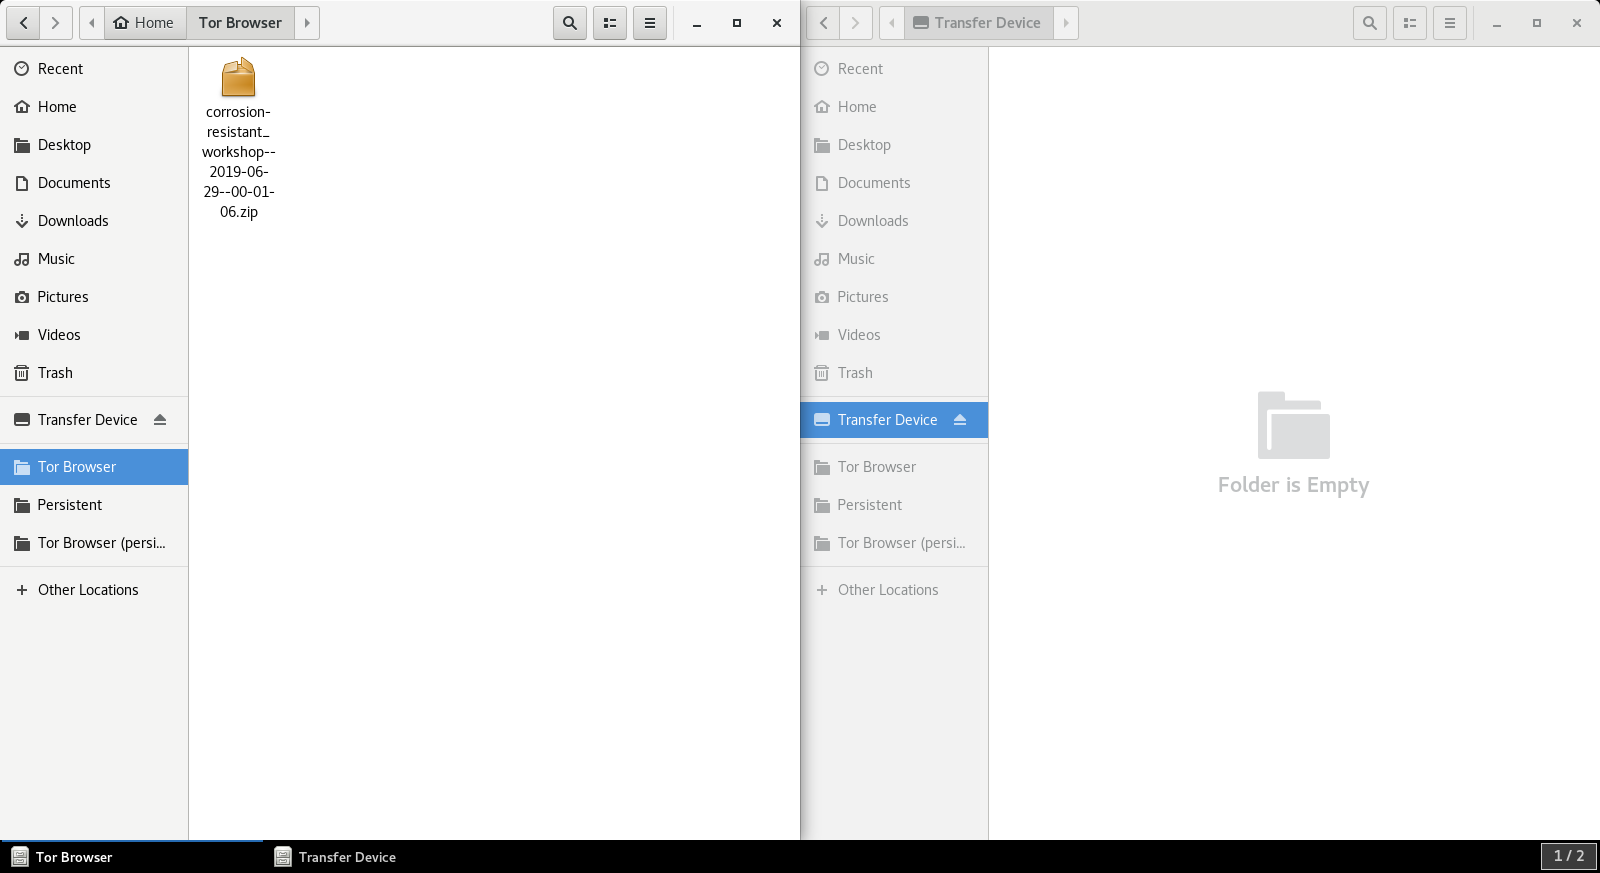 Home
Tor Browser
Recent
Home
Desktop
Documents
Downloads
Music
Pictures
Videos
Trash
Transfer Device
Tor Browser
Persistent
Tor Browser (persi...
Other Locations
corrosion-
resistant_
workshop--
2019-06-
29--00-01-
06.zip
Transfer Device
Recent
Home
Desktop
Documents
Downloads
Music
Pictures
Videos
Trash
Transfer Device
Tor Browser
Persistent
Tor Browser (persi...
Other Locations
Folder is Empty
Tor Browser
Transfer Device
1 / 2